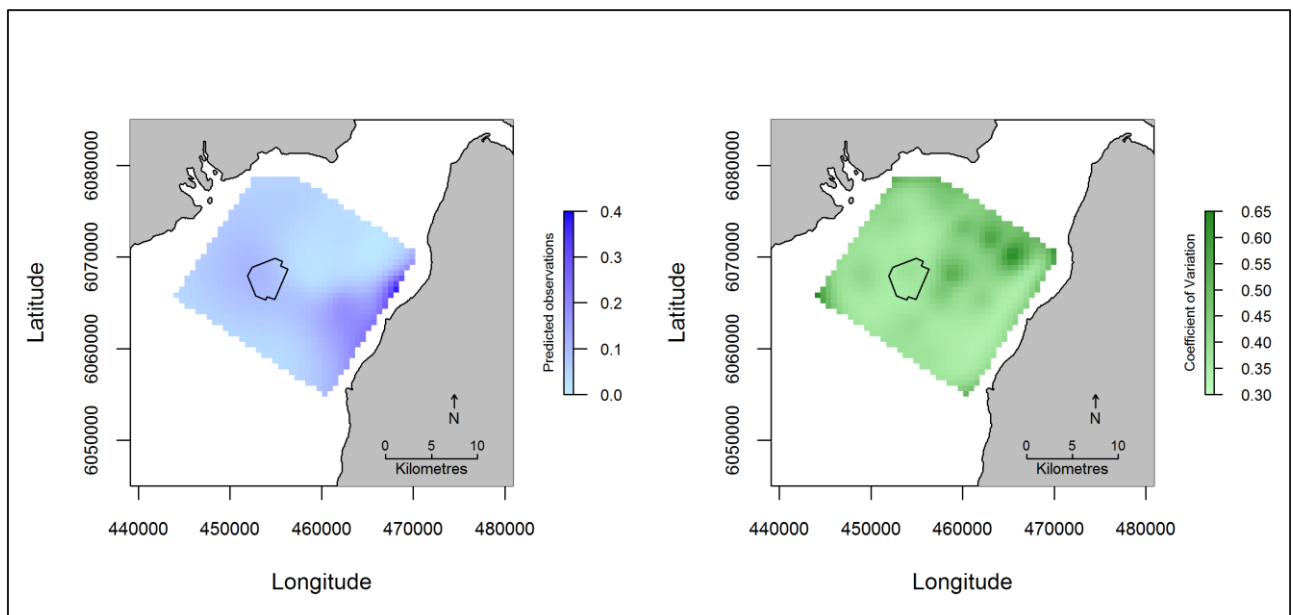 Latitude
6050000 6060000 6070000 6080000
N
0 5 10
Kilometres
440000 450000 460000 470000 480000
Longitude
Predicted observations
0.4
0.3
0.2
0.1
0.0
Latitude
6050000 6060000 6070000 6080000
N
0 5 10
Kilometres
440000 450000 460000 470000 480000
Longitude
Coefficient of Variation
0.65
0.60
0.55
0.50
0.45
0.40
0.35
0.30